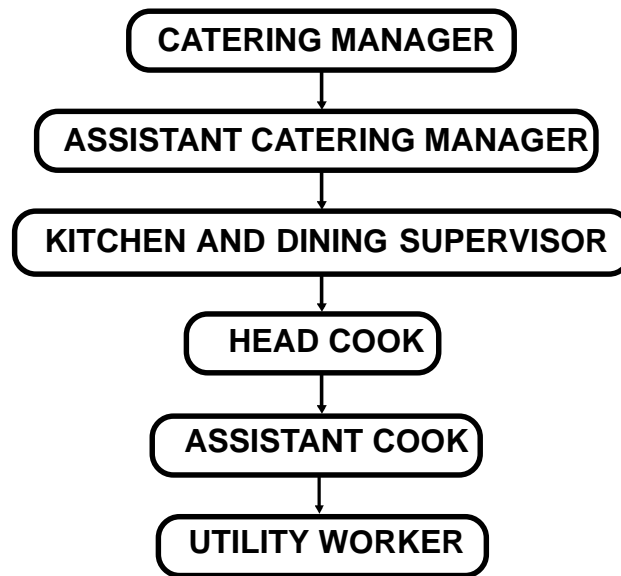 CATERING MANAGER
ASSISTANT CATERING MANAGER
KITCHEN AND DINING SUPERVISOR
HEAD COOK
ASSISTANT COOK
UTILITY WORKER